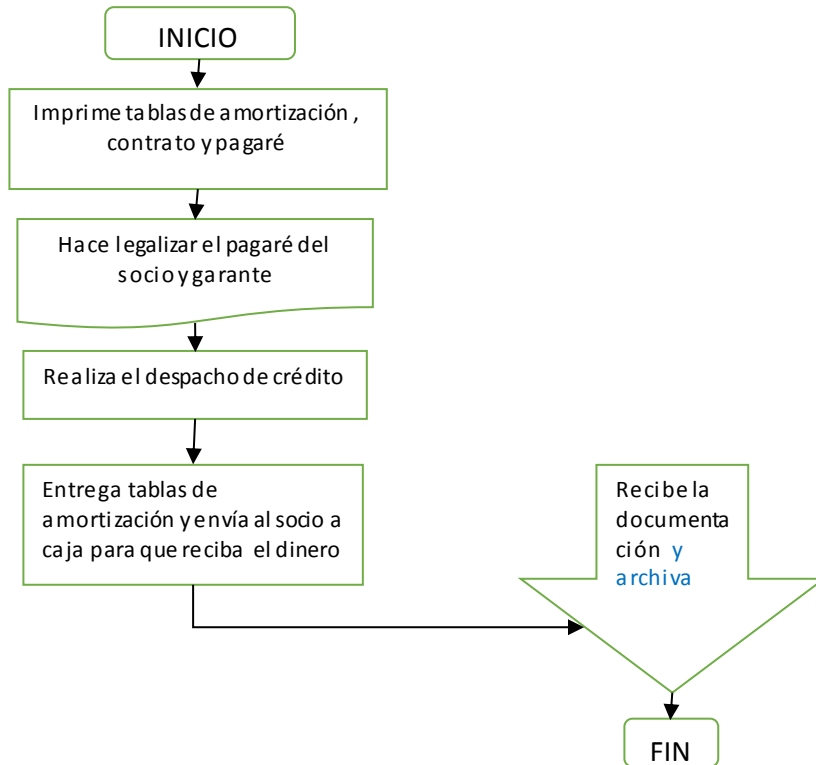 INICIO
Imprime tablas de amortización ,
contrato y pagaré
Hace legalizar el pagaré del
socio y garante
Realiza el despacho de crédito
Entrega tablas de
amortización y envía al socio a
caja para que reciba el dinero
Recibe la
documenta
ción y
archiva
FIN